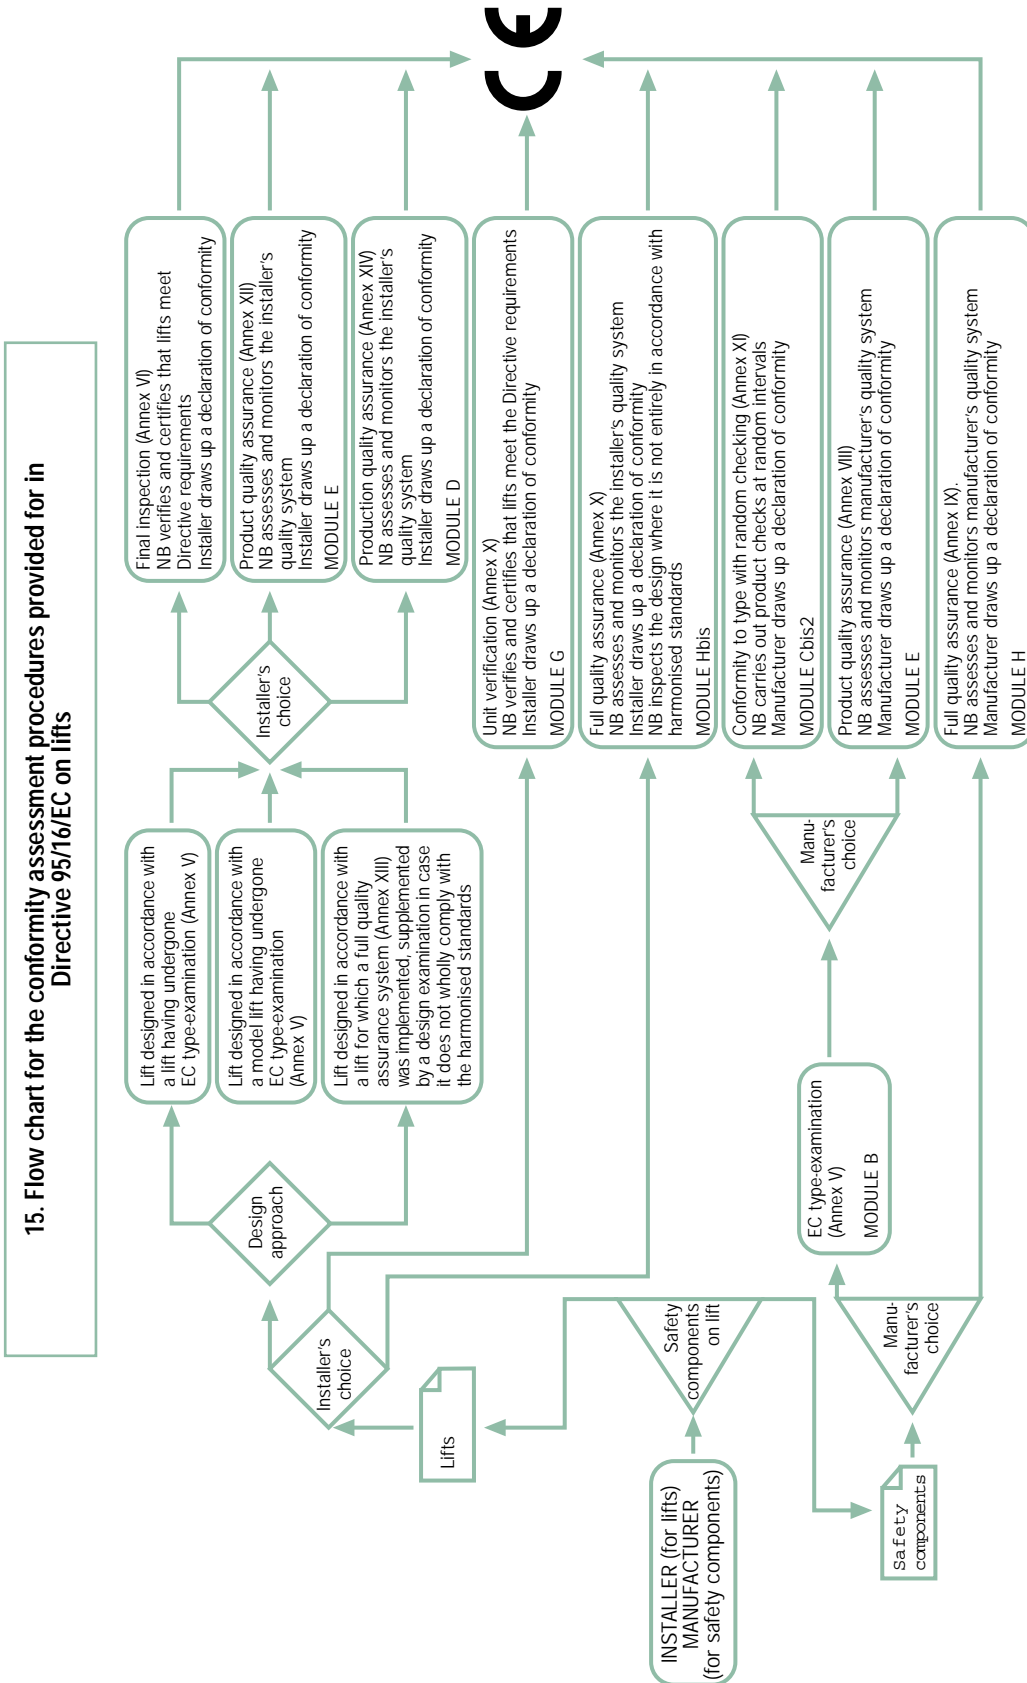 15. Flow chart for the conformity assessment procedures provided for in
Directive 95/16/EC on lifts
INSTALLER (for lifts)
MANUFACTURER
(for safety components)
Safety
components
on lift
Lifts
Safety
components
Installer's
choice
Design
approach
Lift designed in accordance with
a lift having undergone
EC type-examination (Annex V)
Lift designed in accordance with
a model lift having undergone
EC type-examination
(Annex V)
Lift designed in accordance with
a lift for which a full quality
assurance system (Annex XIII)
was implemented, supplemented
by a design examination in case
it does not wholly comply with
the harmonised standards
Installer's
choice
Final inspection (Annex VI)
NB verifies and certifies that lifts meet
Directive requirements
Installer draws up a declaration of conformity
Product quality assurance (Annex XII)
NB assesses and monitors the installer's
quality system
Installer draws up a declaration of conformity
MODULE E
Production quality assurance (Annex XIV)
NB assesses and monitors the installer's
quality system
Installer draws up a declaration of conformity
MODULE D
Unit verification (Annex X)
NB verifies and certifies that lifts meet the Directive requirements
Installer draws up a declaration of conformity
MODULE G
Full quality assurance (Annex X)
NB assesses and monitors the installer's quality system
Installer draws up a declaration of conformity
NB inspects the design where it is not entirely in accordance with
harmonised standards
MODULE Hbis
Manu-
facturer's
choice
EC type-examination
(Annex V)
MODULE B
Manu-
facturer's
choice
Conformity to type with random checking (Annex XI)
NB carries out product checks at random intervals
Manufacturer draws up a declaration of conformity
MODULE Cbis2
Product quality assurance (Annex VIII)
NB assesses and monitors manufacturer's quality system
Manufacturer draws up a declaration of conformity
MODULE E
Full quality assurance (Annex IX).
NB assesses and monitors manufacturer's quality system
Manufacturer draws up a declaration of conformity
MODULE H
CE